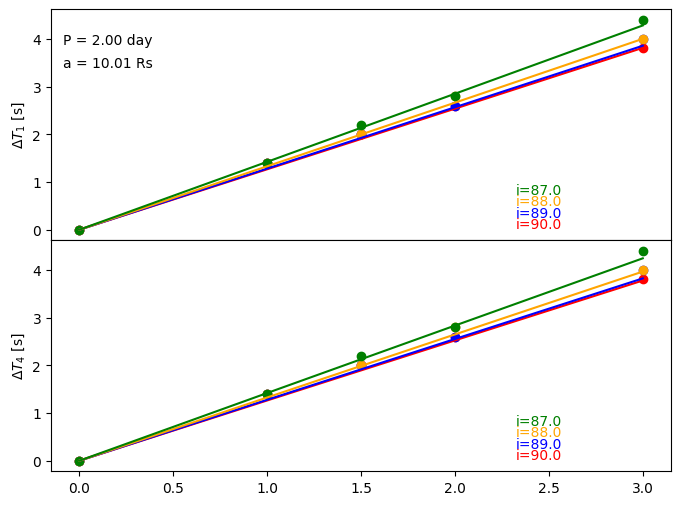 4
3
2
1
0
ΔT₁ [s]
P = 2.00 day
a = 10.01 Rs
i=87.0
i=88.0
i=89.0
i=90.0
4
3
2
1
0
ΔT₄ [s]
i=87.0
i=88.0
i=89.0
i=90.0
0.0 0.5 1.0 1.5 2.0 2.5 3.0